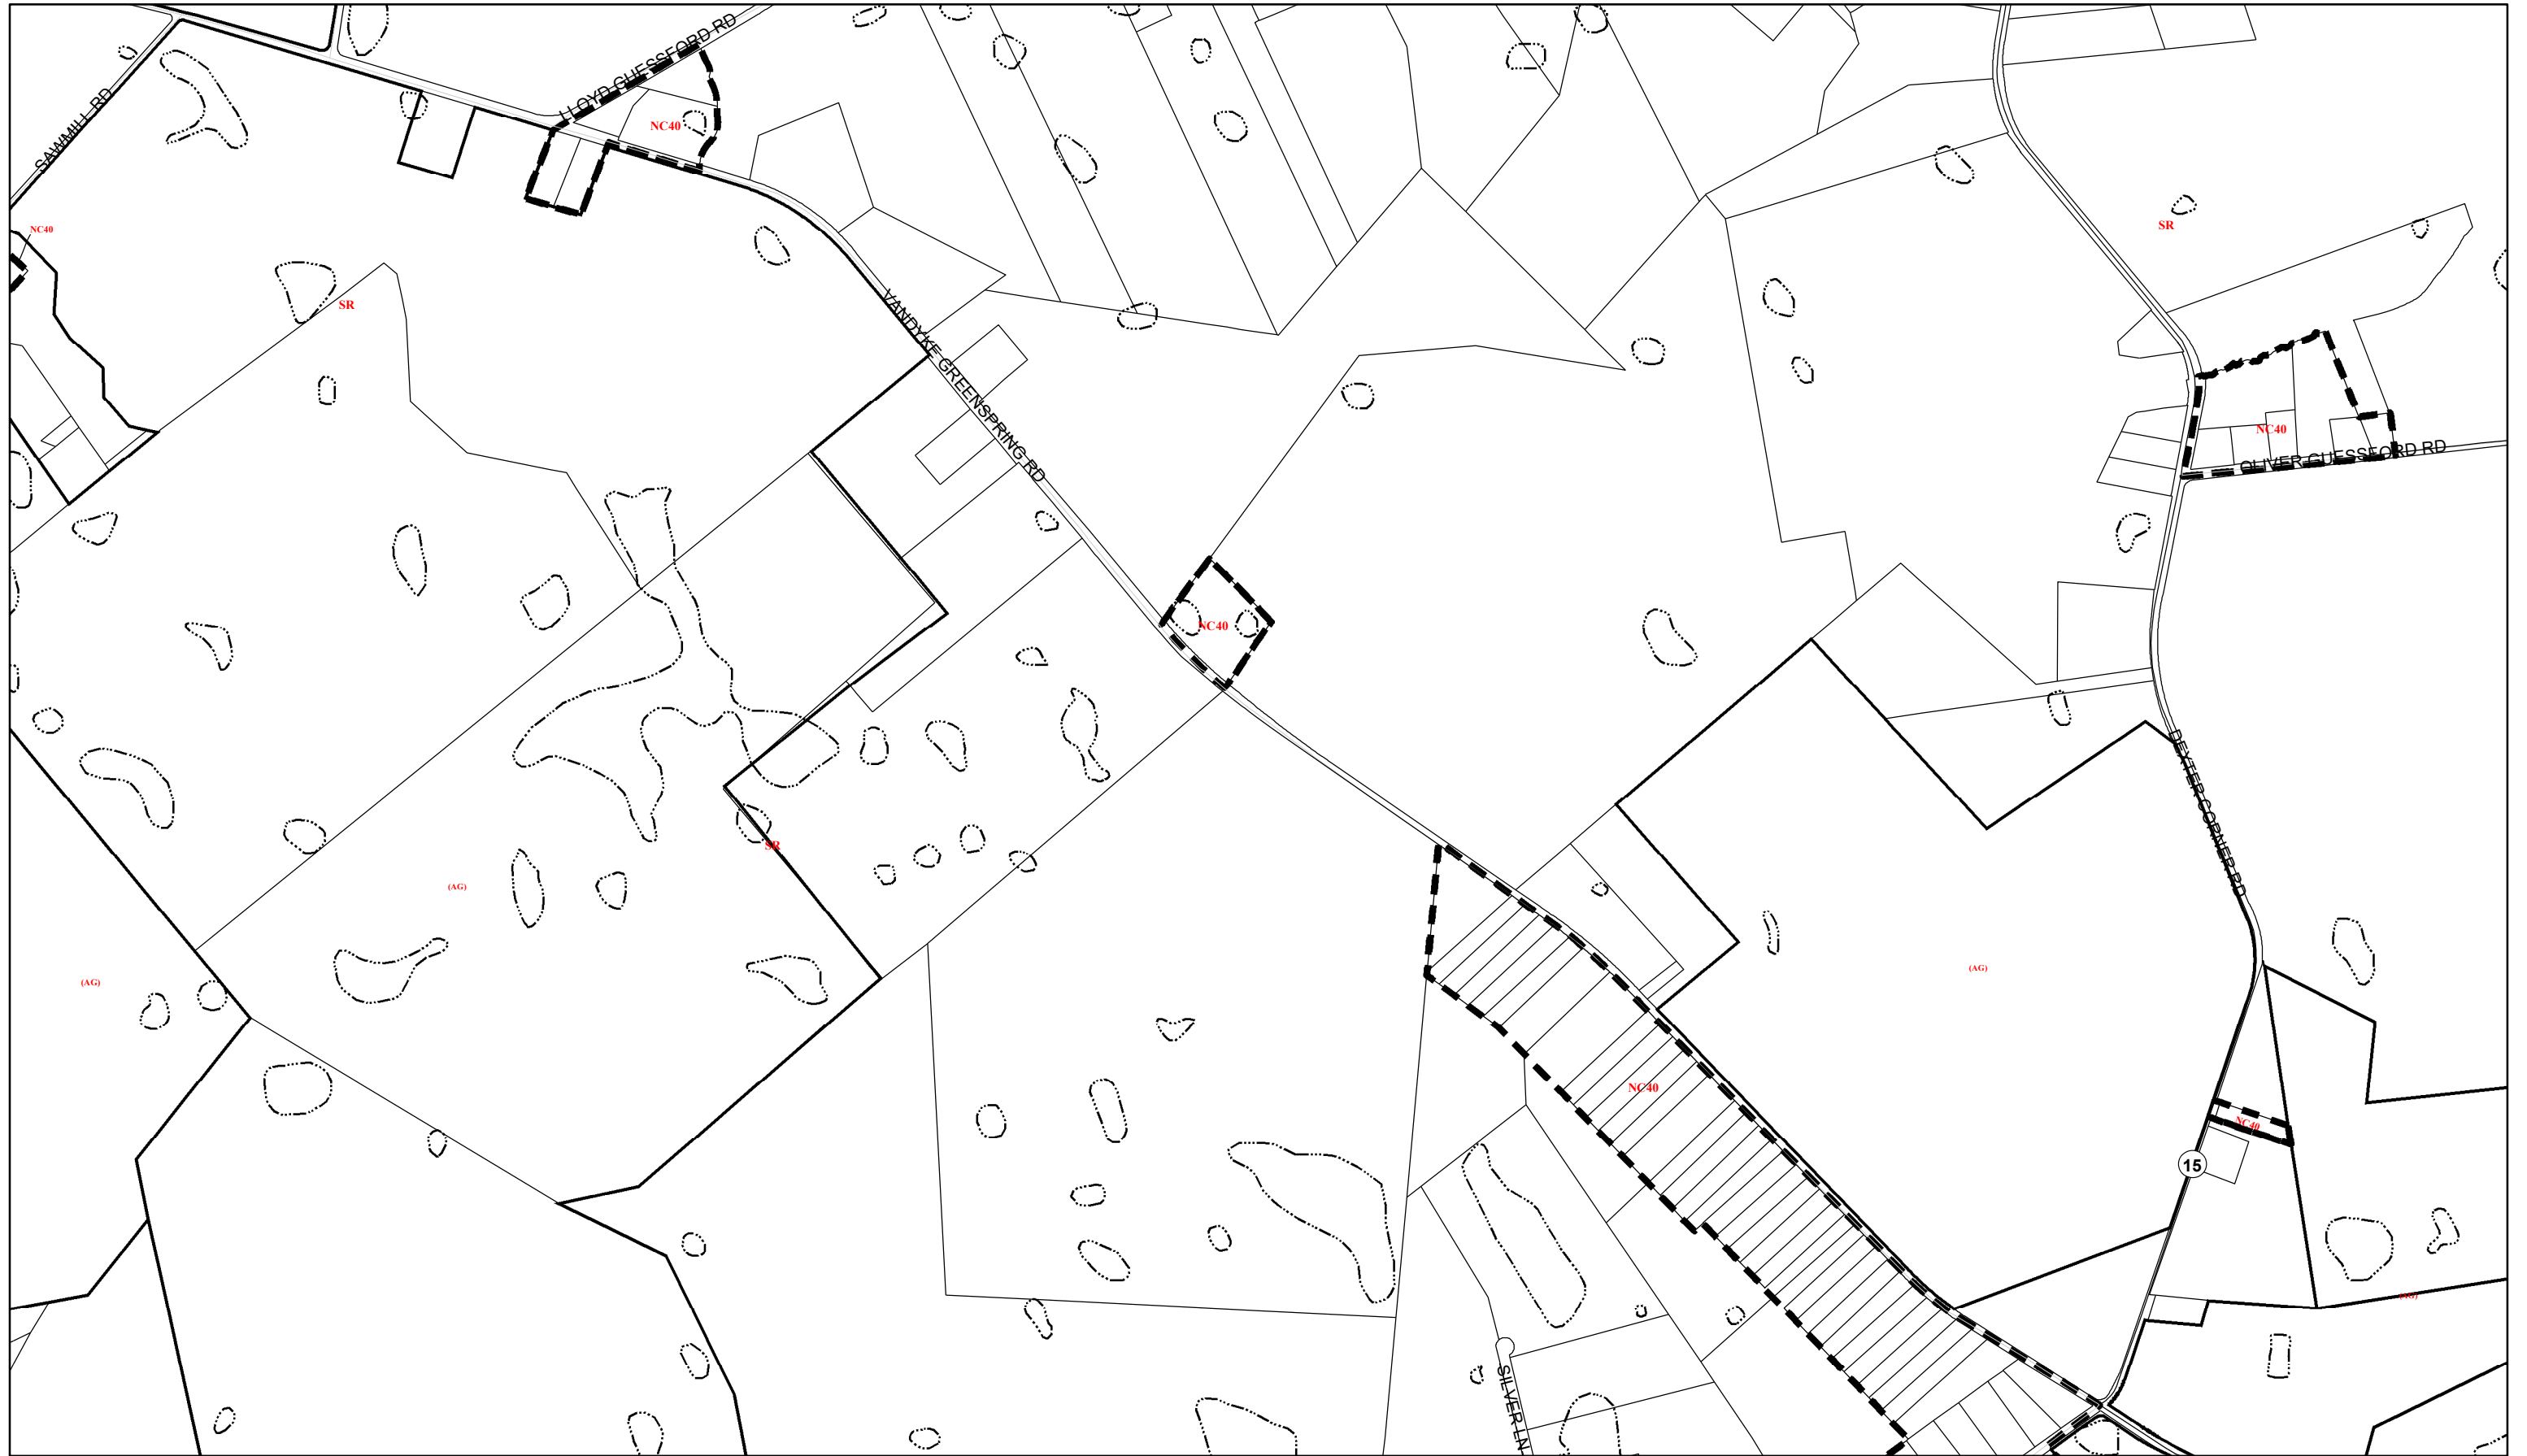 LLOYD GUESSFORD RD
SAWMILL RD
NC40
NC40
SR
SR
VANDYKE GREENSPRING RD
NC40
OLIVER GUESSFORD RD
NC40
DEXTER CORNER RD
SR
(AG)
(AG)
(AG)
NC40
NC40
15
(AG)
SILVER LN